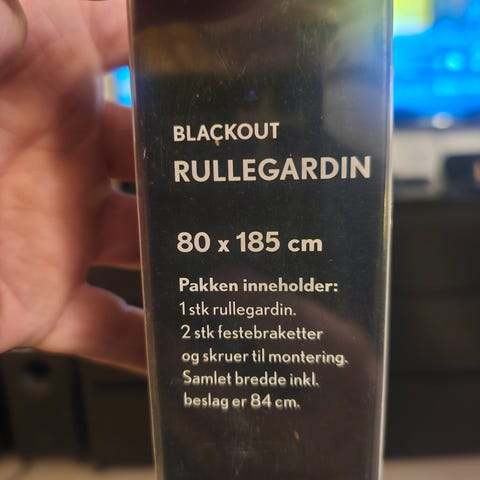 BLACKOUT
RULLEGARDIN
80 x 185 cm
Pakken inneholder:
1 stk rullegardin.
2 stk festebraketter
og skruer til montering.
Samlet bredde inkl.
beslag er 84 cm.